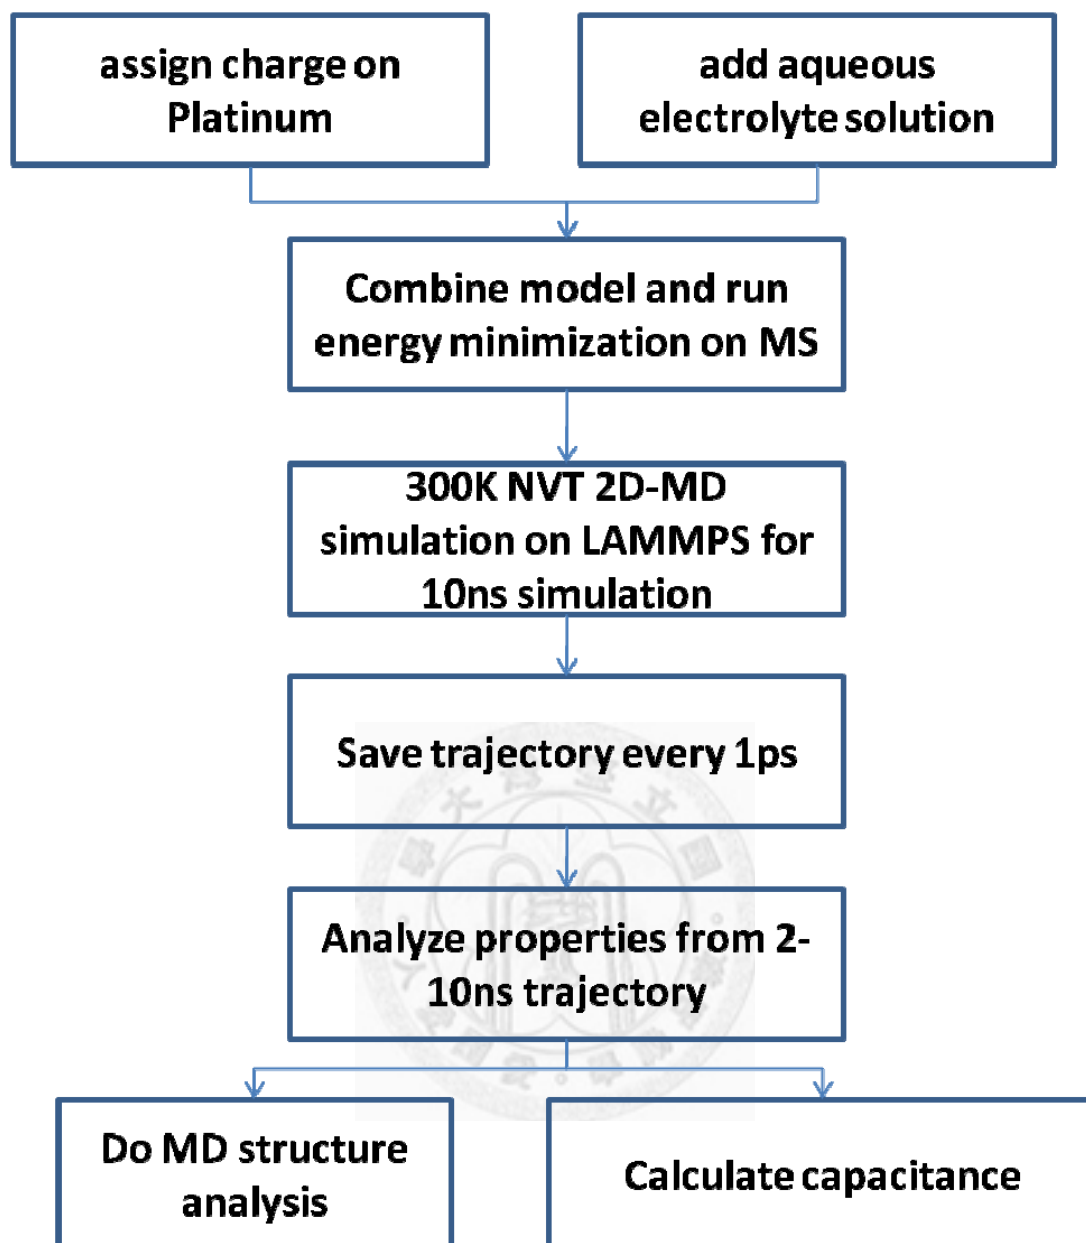 assign charge on
Platinum
add aqueous
electrolyte solution
Combine model and run
energy minimization on MS
300K NVT 2D-MD
simulation on LAMMPS for
10ns simulation
Save trajectory every 1ps
Analyze properties from 2-
10ns trajectory
Do MD structure
analysis
Calculate capacitance